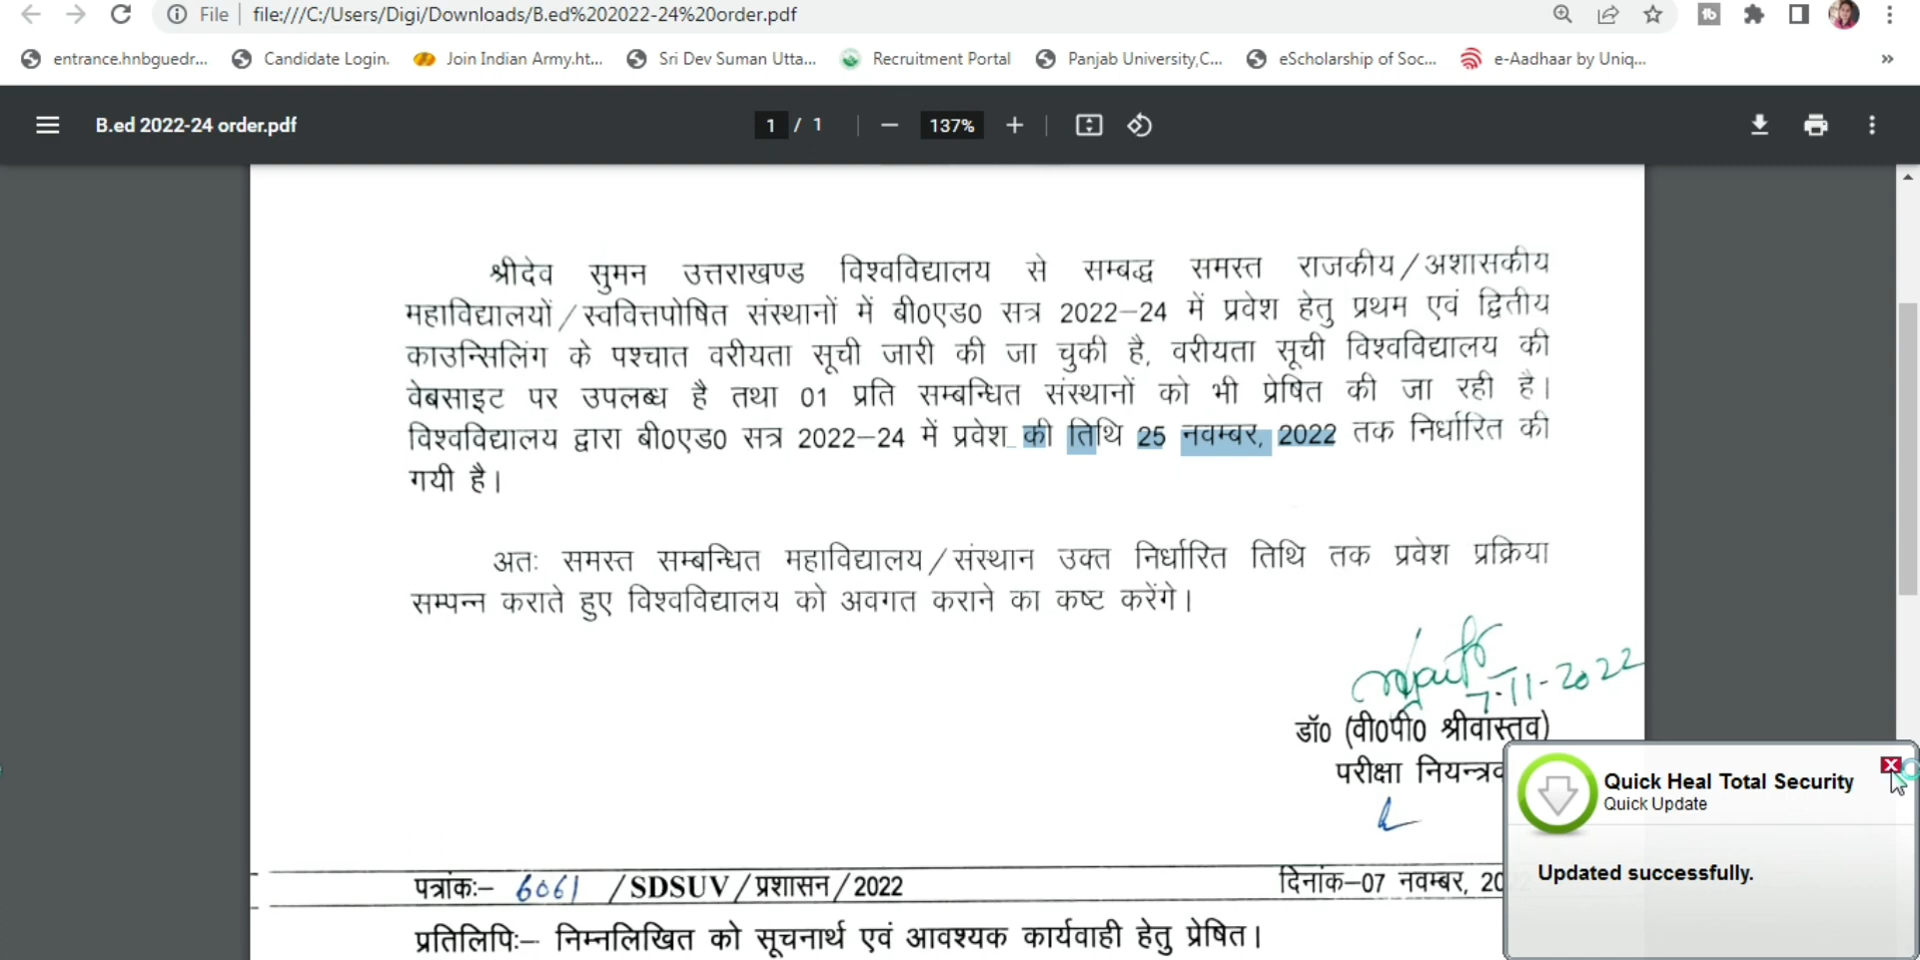 File file:///C:/Users/Digi/Downloads/B.ed%202022-24%20order.pdf
entrance.hnbguedr... Candidate Login. Join Indian Army.ht... Sri Dev Suman Utta... Recruitment Portal Panjab University,C... eScholarship of Soc... e-Aadhaar by Uniq... »
B.ed 2022-24 order.pdf 1 / 1 — 137% +
श्रीदेव सुमन उत्तराखण्ड विश्वविद्यालय से सम्बद्ध समस्त राजकीय/अशासकीय
महाविद्यालयों/स्ववित्तपोषित संस्थानों में बी0एड0 सत्र 2022-24 में प्रवेश हेतु प्रथम एवं द्वितीय
काउन्सिलिंग के पश्चात वरीयता सूची जारी की जा चुकी है, वरीयता सूची विश्वविद्यालय की
वेबसाइट पर उपलब्ध है तथा 01 प्रति सम्बन्धित संस्थानों को भी प्रेषित की जा रही है।
विश्वविद्यालय द्वारा बी0एड0 सत्र 2022-24 में प्रवेश की तिथि 25 नवम्बर, 2022 तक निर्धारित की
गयी है।
अतः समस्त सम्बन्धित महाविद्यालय/संस्थान उक्त निर्धारित तिथि तक प्रवेश प्रक्रिया
सम्पन्न कराते हुए विश्वविद्यालय को अवगत कराने का कष्ट करेंगे।
7-11-2022
डॉ0 (वी0पी0 श्रीवास्तव)
परीक्षा
Quick Heal Total Security
Quick Update
Updated successfully.
पत्रांकः- 6061 /SDSUV/प्रशासन/2022 दिनांक-07 नवम्बर,
प्रतिलिपिः- निम्नलिखित को सूचनार्थ एवं आवश्यक कार्यवाही हेतु प्रेषित।